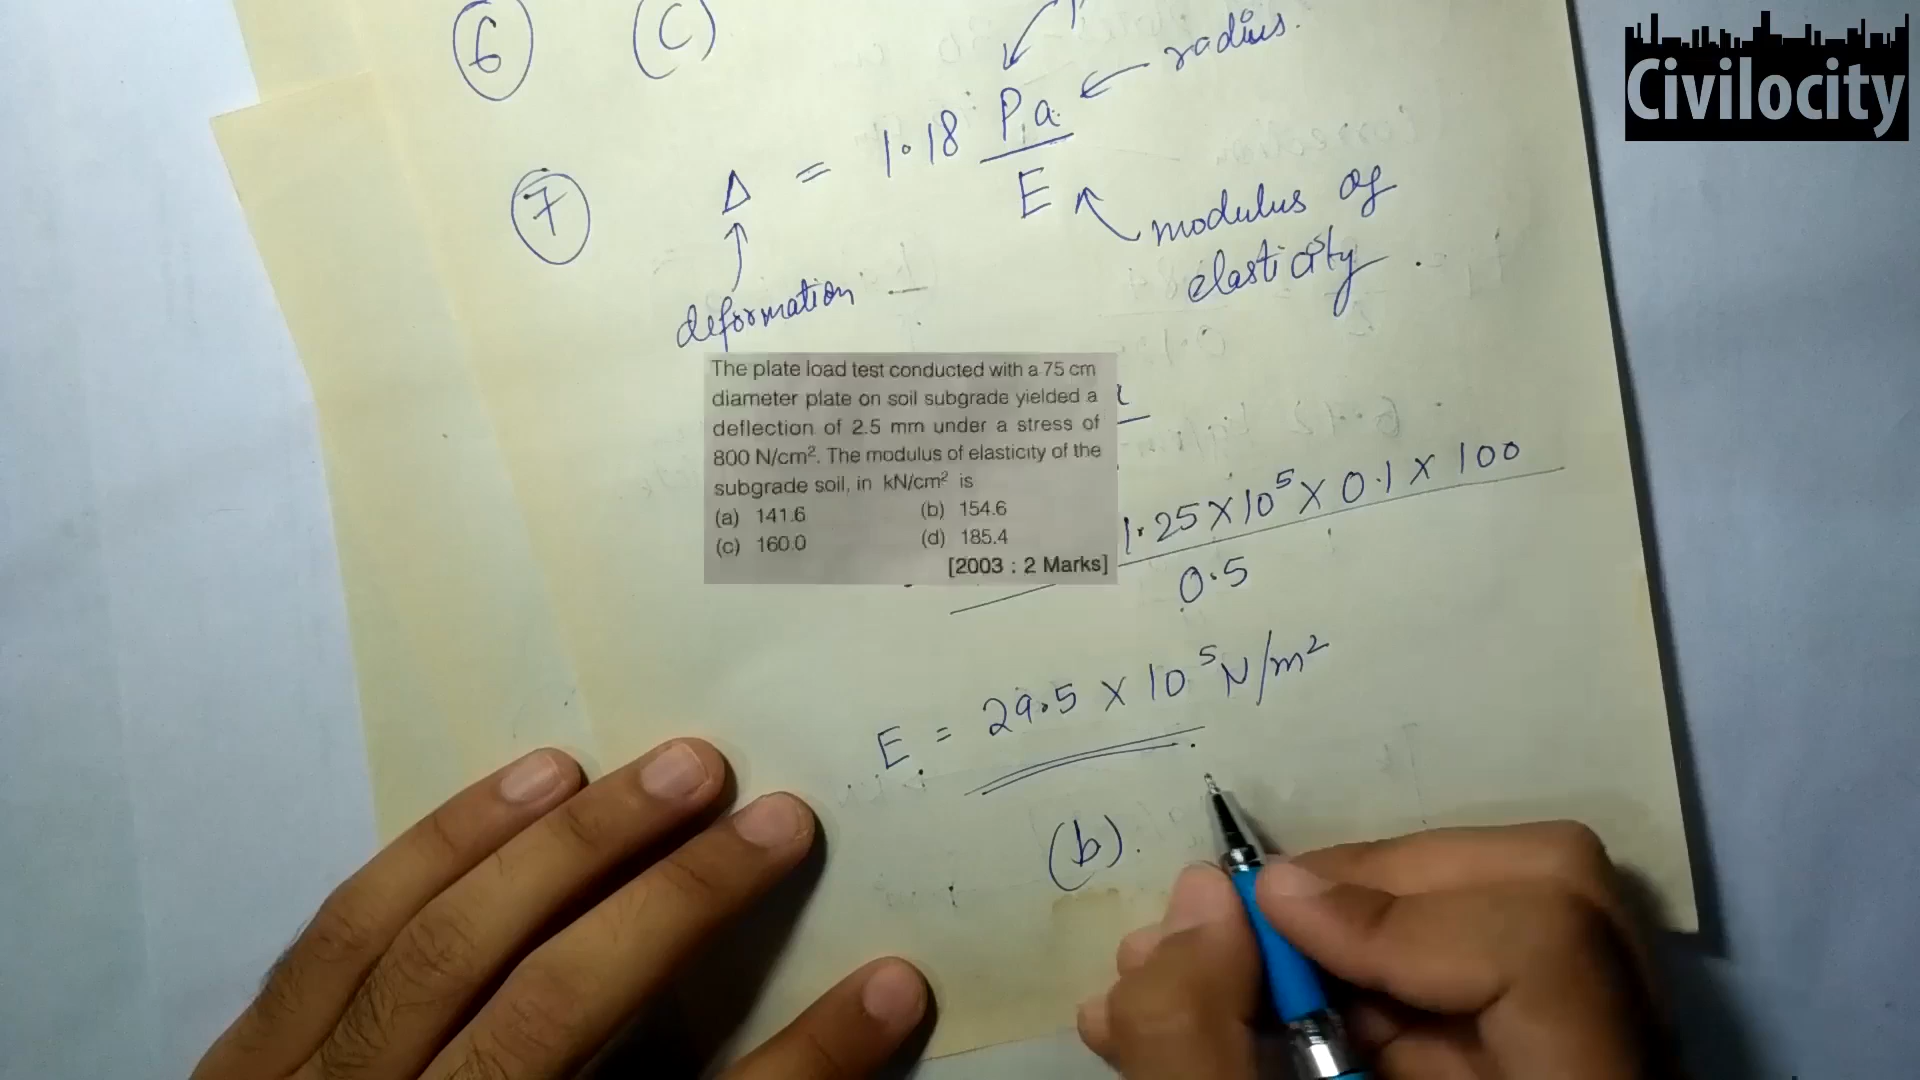 Civilocity
6 (C)
radius.
7 Δ = 1.18 P.a / E
modulus of
elasticity.
deformation
The plate load test conducted with a 75 cm
diameter plate on soil subgrade yielded a
deflection of 2.5 mm under a stress of
800 N/cm². The modulus of elasticity of the
subgrade soil, in kN/cm² is
(a) 141.6 (b) 154.6
(c) 160.0 (d) 185.4
[2003 : 2 Marks]
1.25 × 10⁵ × 0.1 × 100
0.5
E = 29.5 × 10⁵ N/m²
(b).